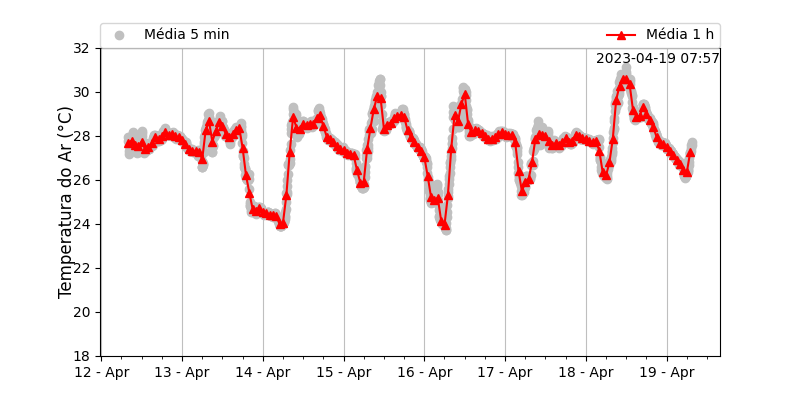 Média 5 min
Média 1 h
2023-04-19 07:57
Temperatura do Ar (°C)
32
30
28
26
24
22
20
18
12 - Apr
13 - Apr
14 - Apr
15 - Apr
16 - Apr
17 - Apr
18 - Apr
19 - Apr